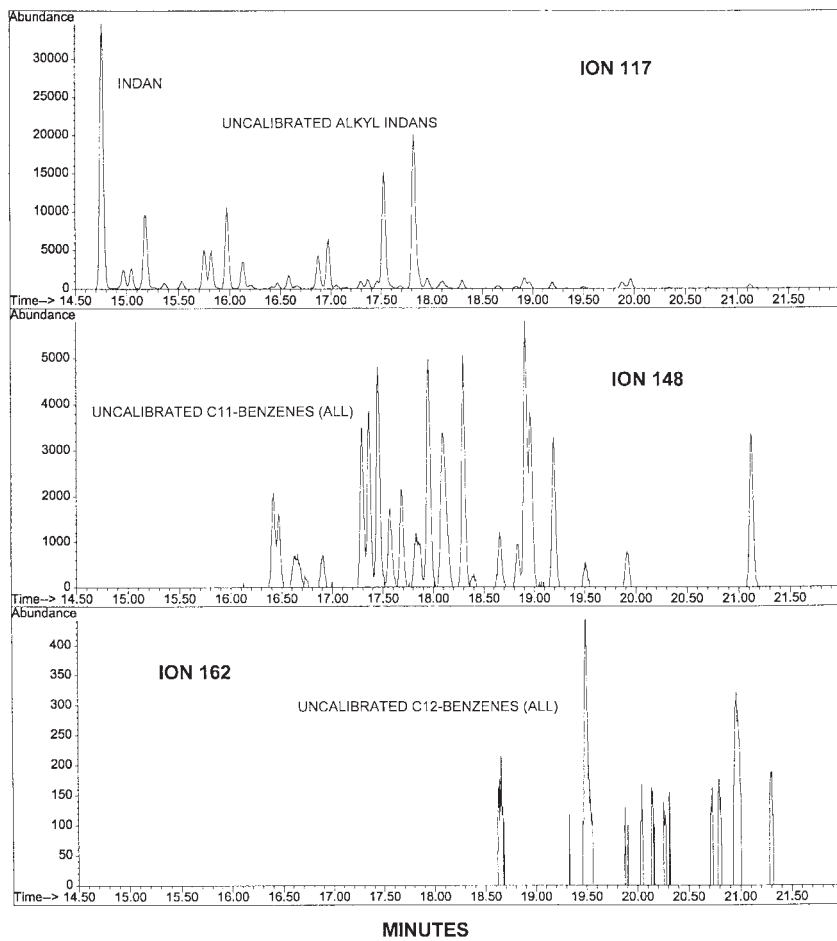 Abundance
30000
ION 117
INDAN
25000
UNCALIBRATED ALKYL INDANS
20000
15000
10000
5000
0
Time--> 14.50 15.00 15.50 16.00 16.50 17.00 17.50 18.00 18.50 19.00 19.50 20.00 20.50 21.00 21.50
Abundance
5000
ION 148
4000
UNCALIBRATED C11-BENZENES (ALL)
3000
2000
1000
0
Time--> 14.50 15.00 15.50 16.00 16.50 17.00 17.50 18.00 18.50 19.00 19.50 20.00 20.50 21.00 21.50
Abundance
400
350
ION 162
300
UNCALIBRATED C12-BENZENES (ALL)
250
200
150
100
50
0
Time--> 14.50 15.00 15.50 16.00 16.50 17.00 17.50 18.00 18.50 19.00 19.50 20.00 20.50 21.00 21.50
MINUTES